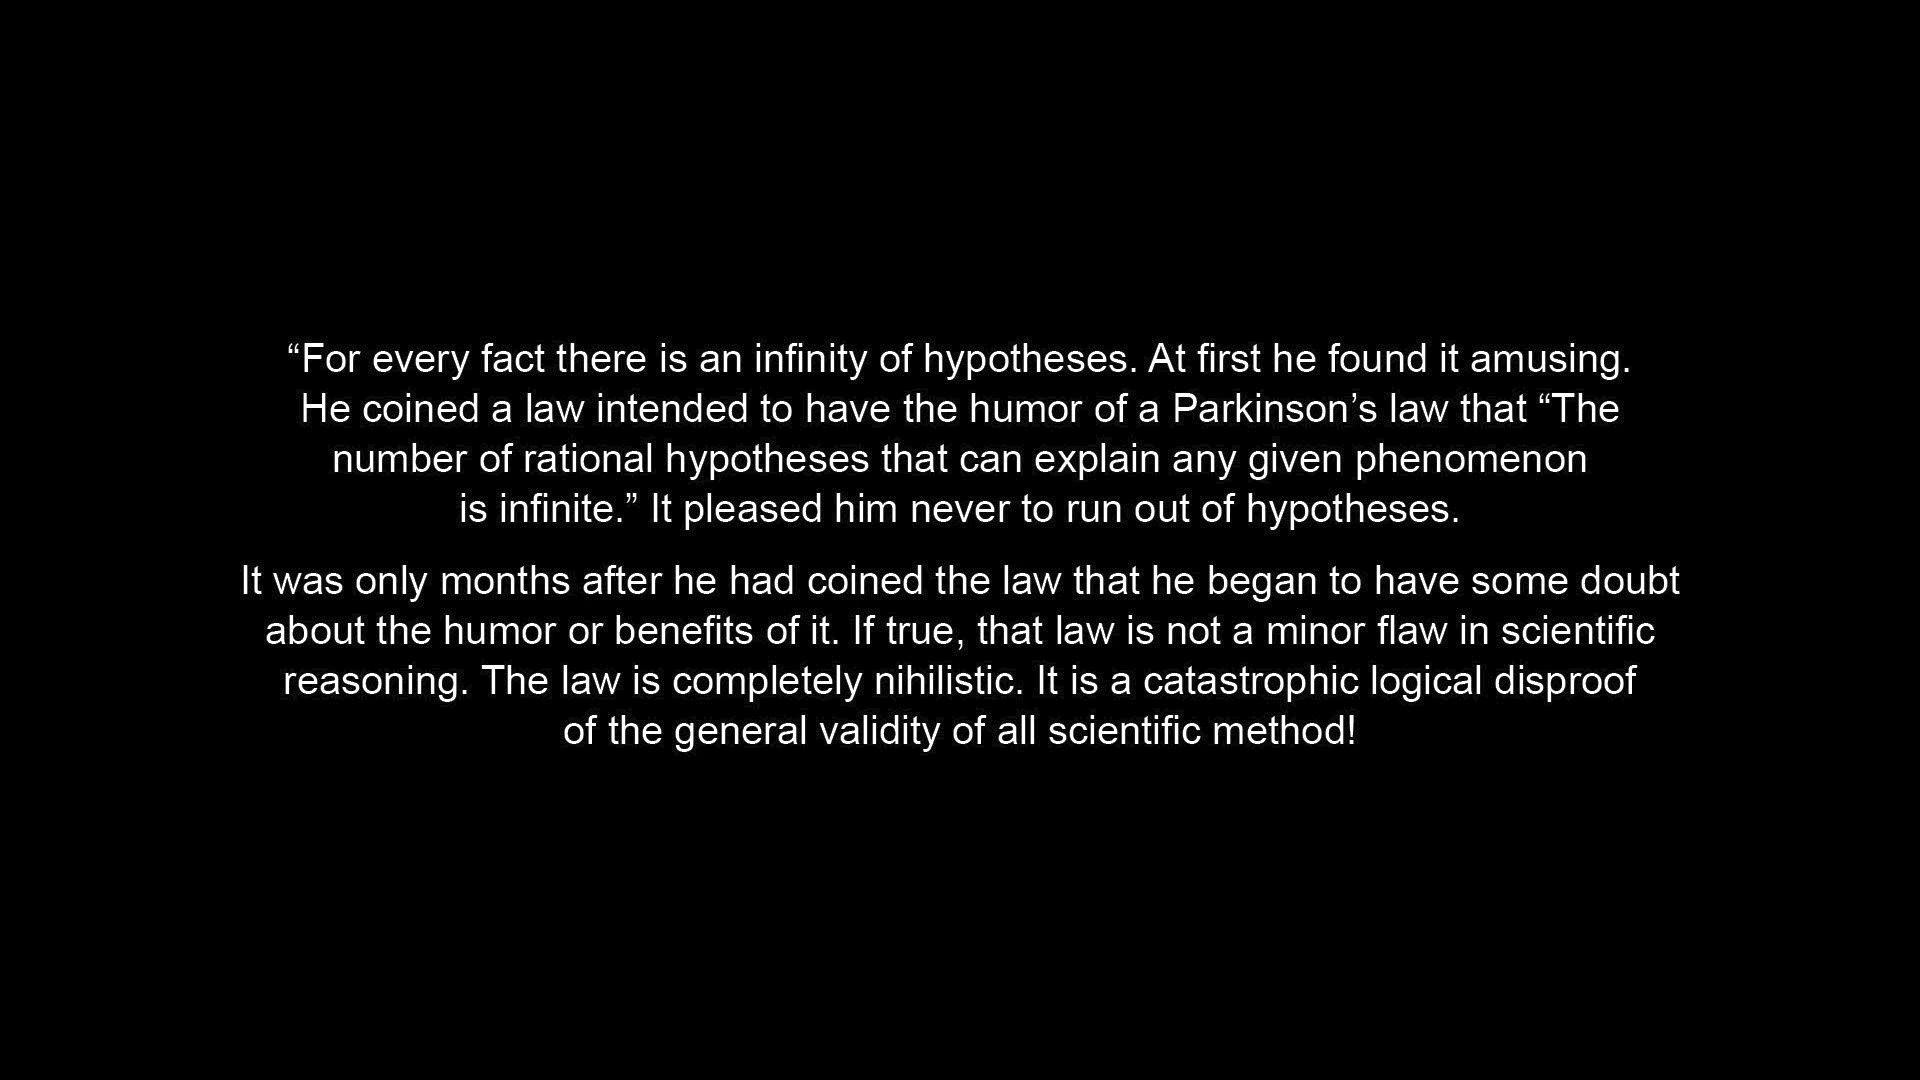 “For every fact there is an infinity of hypotheses. At first he found it amusing.
He coined a law intended to have the humor of a Parkinson’s law that “The
number of rational hypotheses that can explain any given phenomenon
is infinite.” It pleased him never to run out of hypotheses.
It was only months after he had coined the law that he began to have some doubt
about the humor or benefits of it. If true, that law is not a minor flaw in scientific
reasoning. The law is completely nihilistic. It is a catastrophic logical disproof
of the general validity of all scientific method!